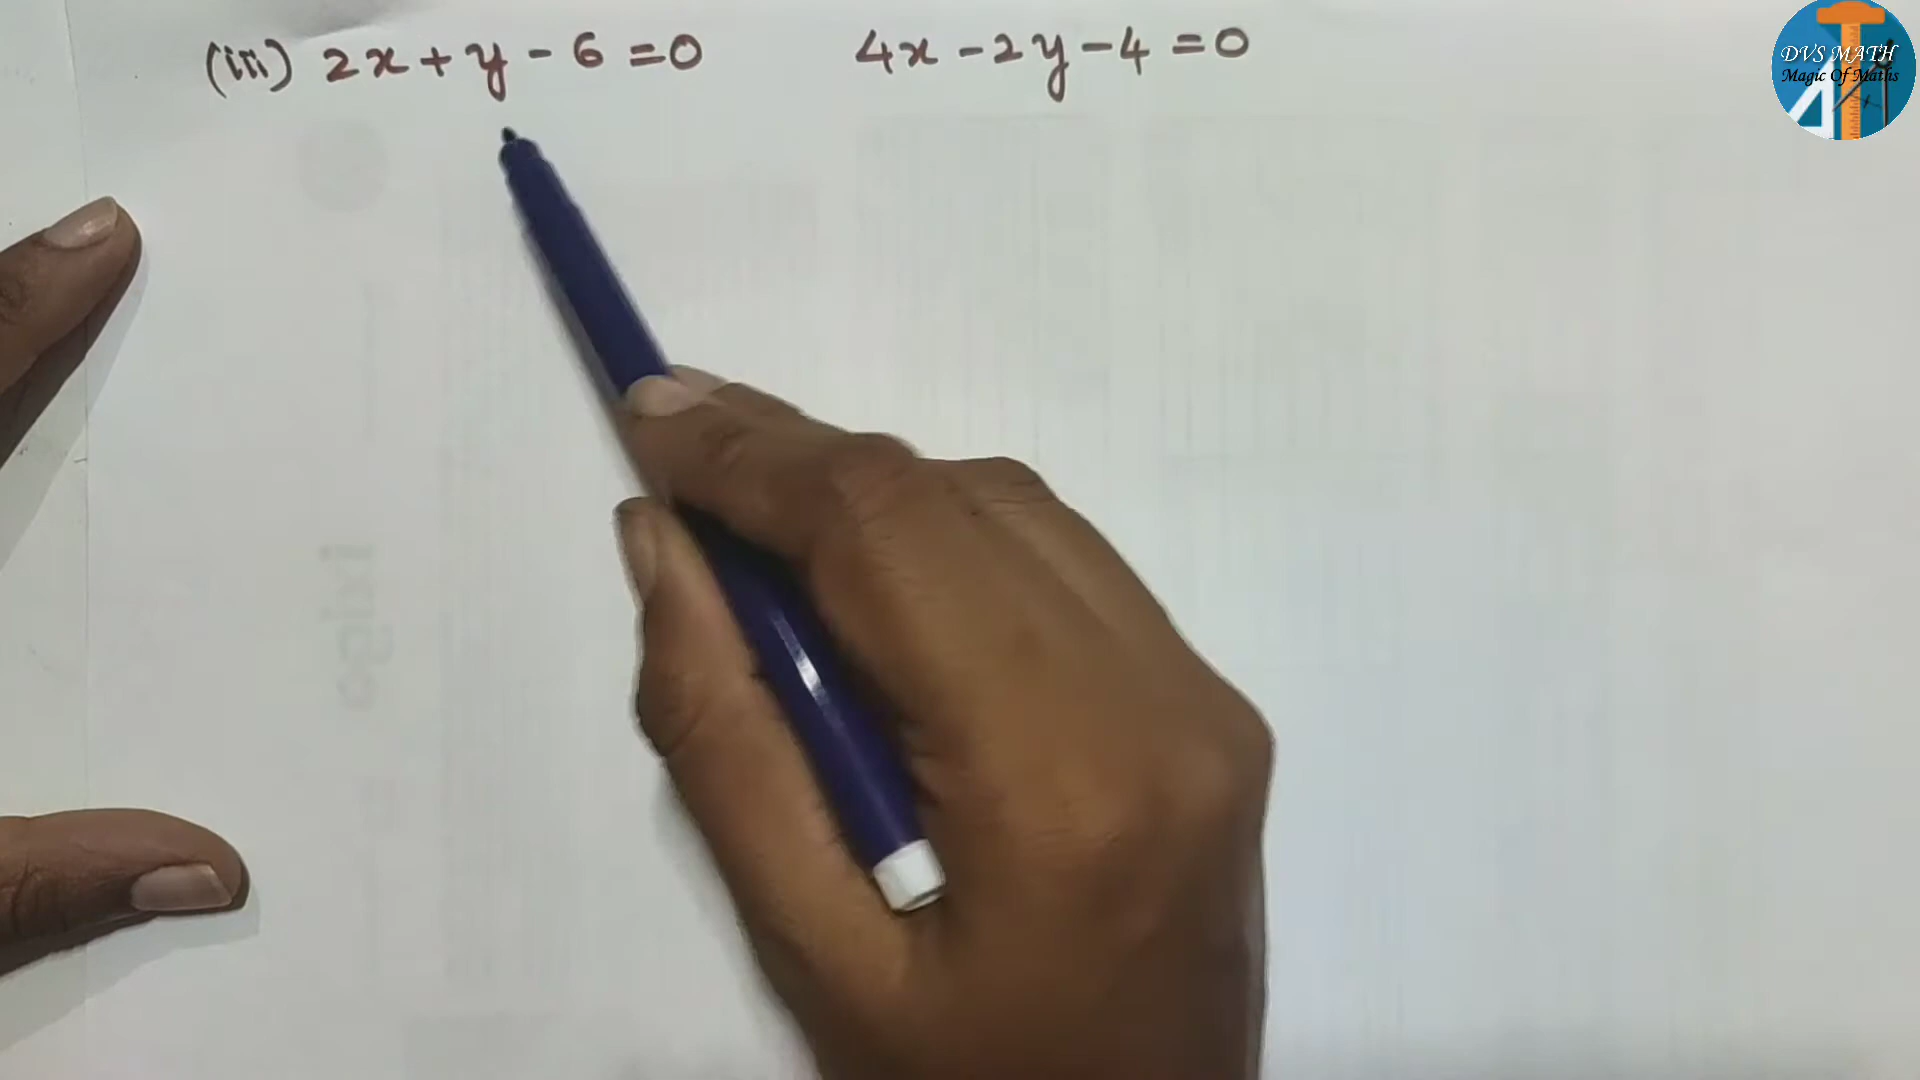 (iii) 2x + y - 6 = 0 4x - 2y - 4 = 0
DVS MATH
Magic Of Maths